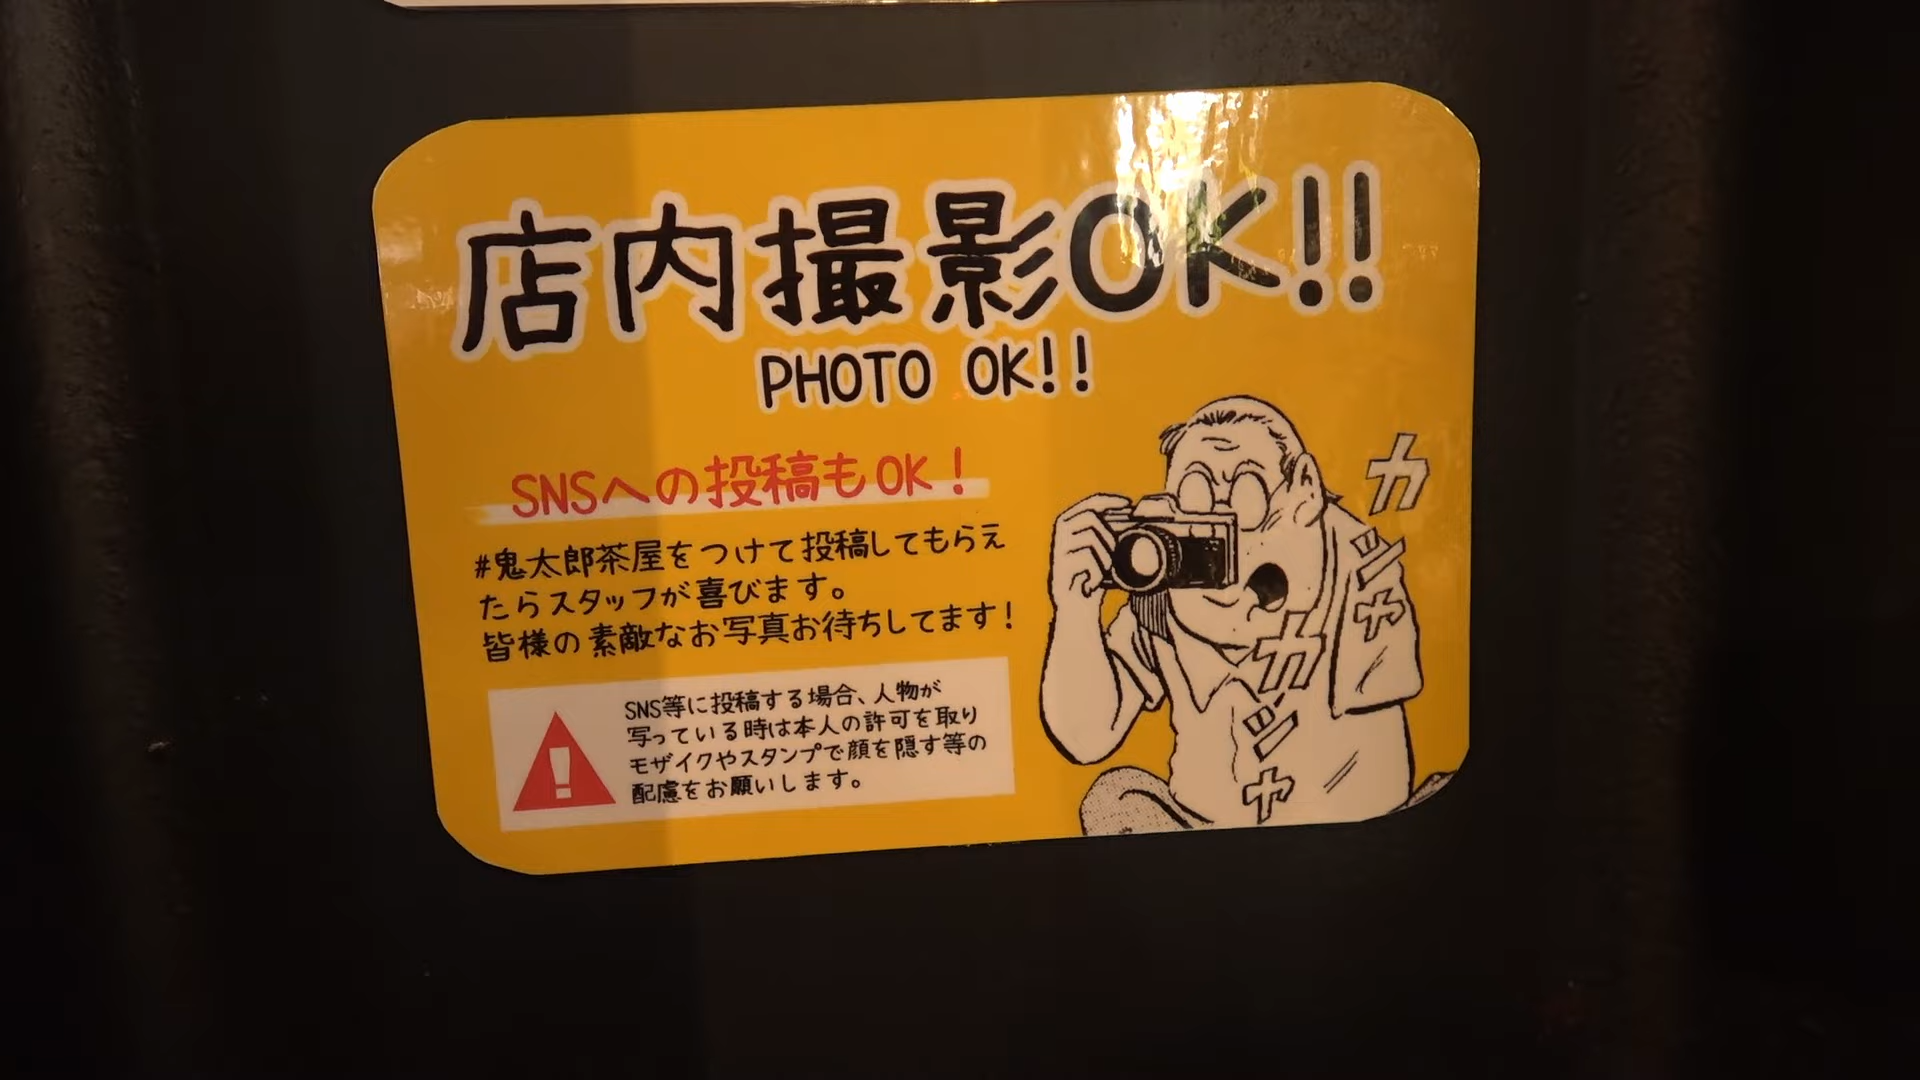 店内撮影OK!!
PHOTO OK!!
SNSへの投稿もOK!
#鬼太郎茶屋をつけて投稿してもらえ
たらスタッフが喜びます。
皆様の素敵なお写真お待ちしてます!
SNS等に投稿する場合、人物が
写っている時は本人の許可を取り
モザイクやスタンプで顔を隠す等の
配慮をお願いします。
カシャ
カシャ